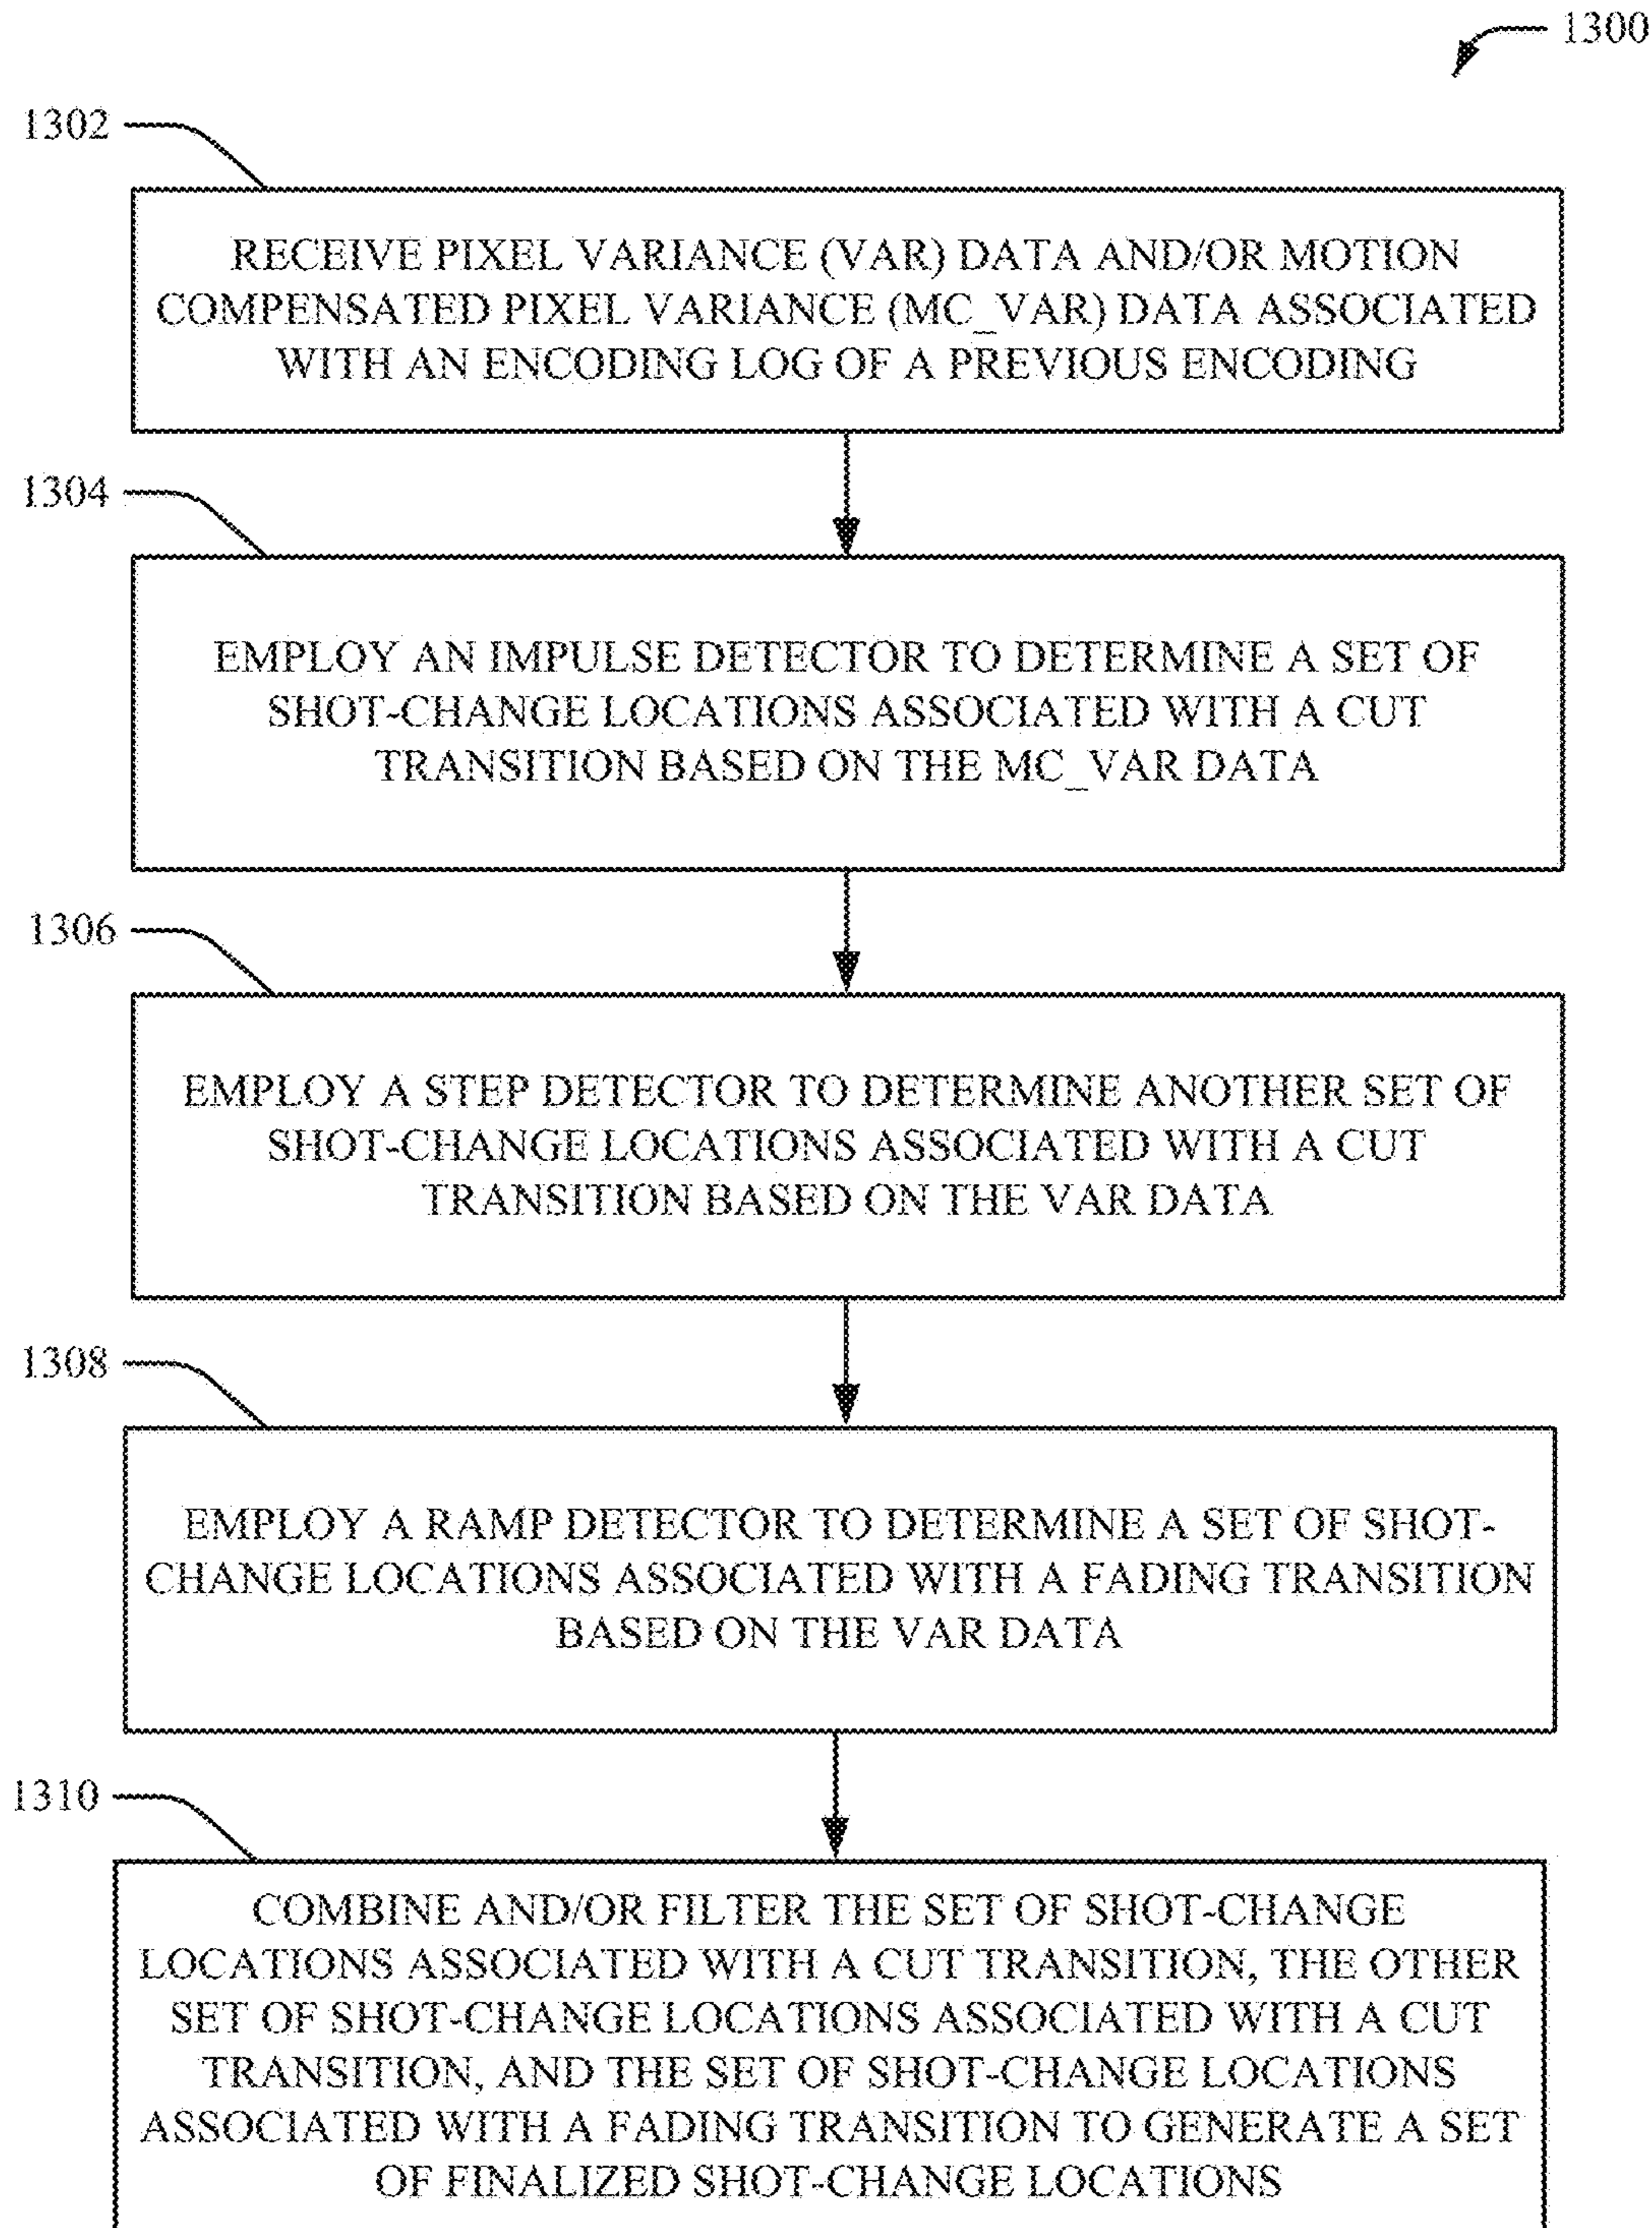 1300
1302
RECEIVE PIXEL VARIANCE (VAR) DATA AND/OR MOTION
COMPENSATED PIXEL VARIANCE (MC_VAR) DATA ASSOCIATED
WITH AN ENCODING LOG OF A PREVIOUS ENCODING
1304
EMPLOY AN IMPULSE DETECTOR TO DETERMINE A SET OF
SHOT-CHANGE LOCATIONS ASSOCIATED WITH A CUT
TRANSITION BASED ON THE MC_VAR DATA
1306
EMPLOY A STEP DETECTOR TO DETERMINE ANOTHER SET OF
SHOT-CHANGE LOCATIONS ASSOCIATED WITH A CUT
TRANSITION BASED ON THE VAR DATA
1308
EMPLOY A RAMP DETECTOR TO DETERMINE A SET OF SHOT-
CHANGE LOCATIONS ASSOCIATED WITH A FADING TRANSITION
BASED ON THE VAR DATA
1310
COMBINE AND/OR FILTER THE SET OF SHOT-CHANGE
LOCATIONS ASSOCIATED WITH A CUT TRANSITION, THE OTHER
SET OF SHOT-CHANGE LOCATIONS ASSOCIATED WITH A CUT
TRANSITION, AND THE SET OF SHOT-CHANGE LOCATIONS
ASSOCIATED WITH A FADING TRANSITION TO GENERATE A SET
OF FINALIZED SHOT-CHANGE LOCATIONS